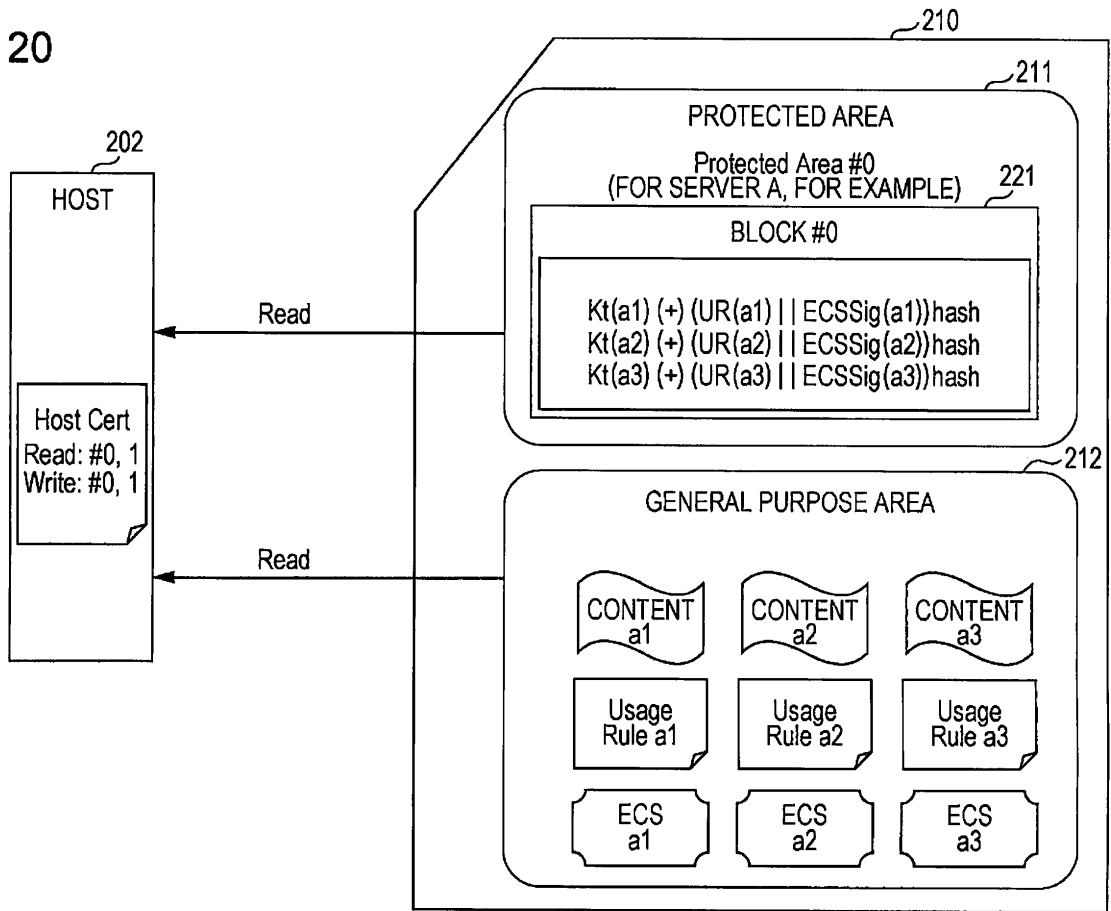 20
210
211
PROTECTED AREA
Protected Area #0
(FOR SERVER A, FOR EXAMPLE)
221
BLOCK #0
Kt(a1) (+) (UR(a1) || ECSSig(a1))hash
Kt(a2) (+) (UR(a2) || ECSSig(a2))hash
Kt(a3) (+) (UR(a3) || ECSSig(a3))hash
202
HOST
Read
Host Cert
Read: #0, 1
Write: #0, 1
Read
212
GENERAL PURPOSE AREA
CONTENT
a1
CONTENT
a2
CONTENT
a3
Usage
Rule a1
Usage
Rule a2
Usage
Rule a3
ECS
a1
ECS
a2
ECS
a3